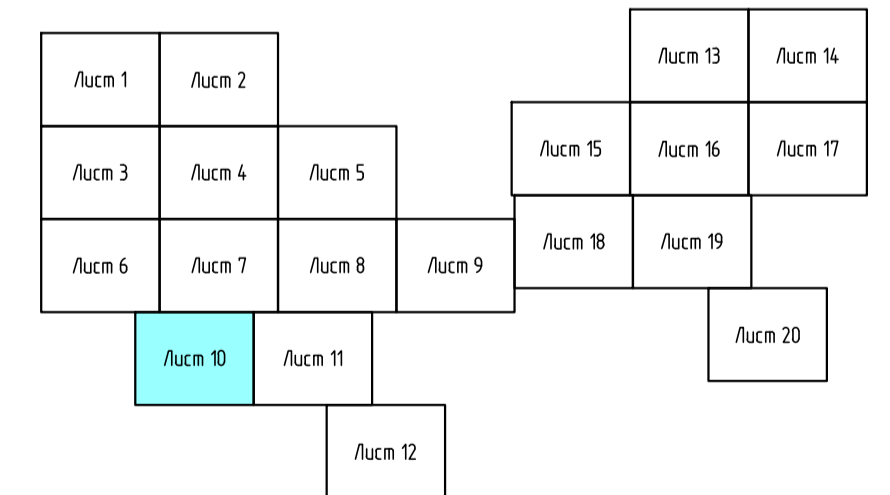 Лист 1
Лист 2
Лист 3
Лист 4
Лист 5
Лист 6
Лист 7
Лист 8
Лист 9
Лист 10
Лист 11
Лист 12
Лист 13
Лист 14
Лист 15
Лист 16
Лист 17
Лист 18
Лист 19
Лист 20